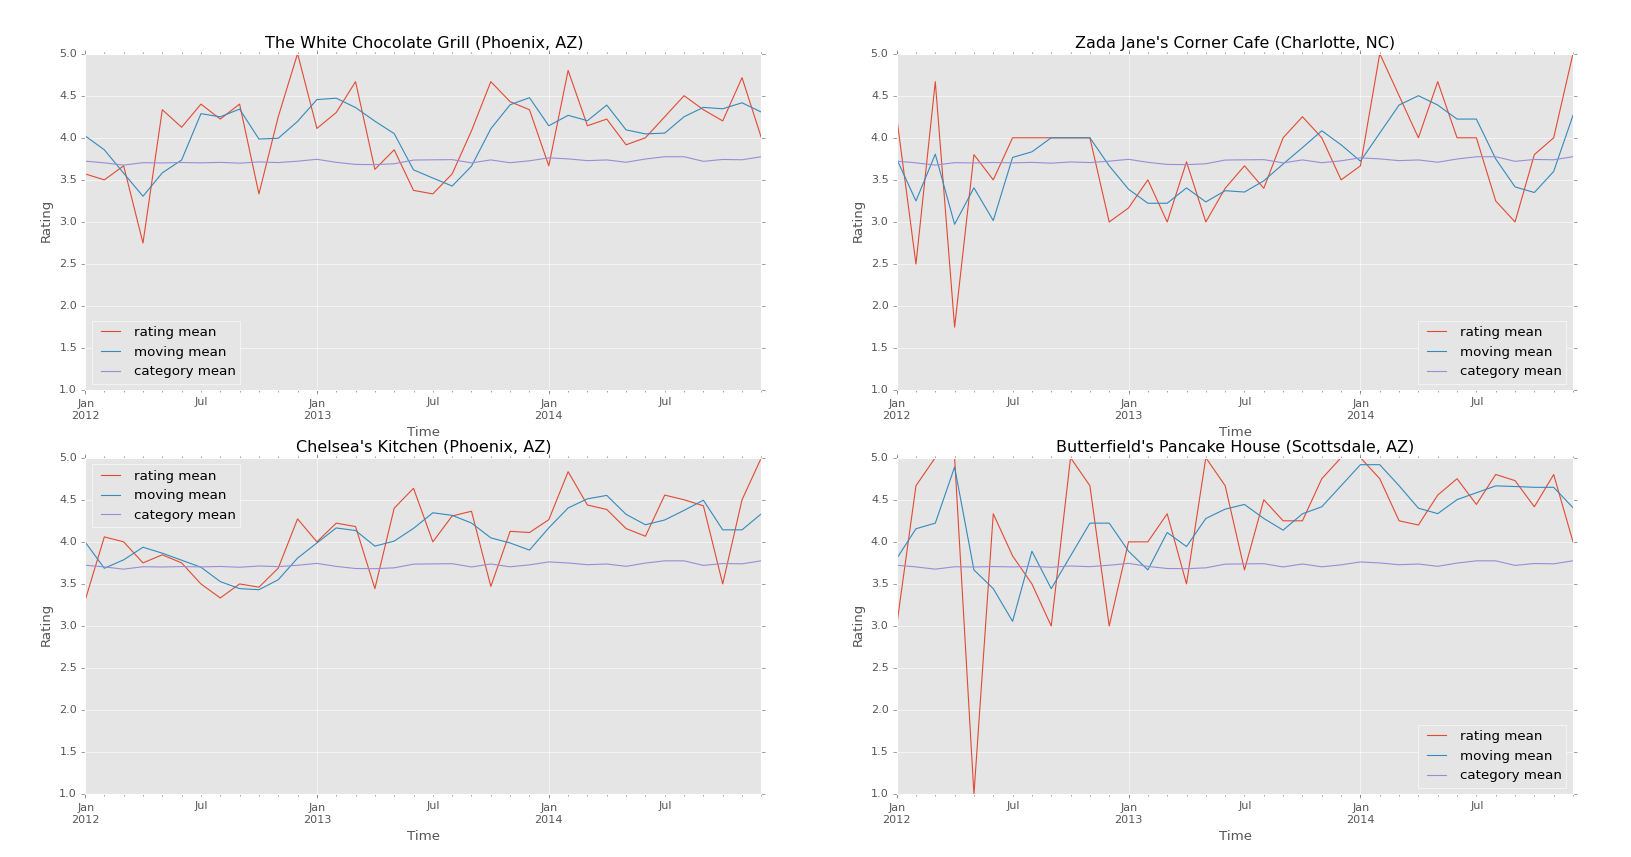 The White Chocolate Grill (Phoenix, AZ)
5.0
4.5
4.0
3.5
3.0
2.5
2.0
1.5
1.0
Rating
rating mean
moving mean
category mean
Jan Jul Jan Jul Jan Jul
2012 2013 2014
Time
Zada Jane's Corner Cafe (Charlotte, NC)
5.0
4.5
4.0
3.5
3.0
2.5
2.0
1.5
1.0
Rating
rating mean
moving mean
category mean
Jan Jul Jan Jul Jan Jul
2012 2013 2014
Time
Chelsea's Kitchen (Phoenix, AZ)
5.0
4.5
4.0
3.5
3.0
2.5
2.0
1.5
1.0
Rating
rating mean
moving mean
category mean
Jan Jul Jan Jul Jan Jul
2012 2013 2014
Time
Butterfield's Pancake House (Scottsdale, AZ)
5.0
4.5
4.0
3.5
3.0
2.5
2.0
1.5
1.0
Rating
rating mean
moving mean
category mean
Jan Jul Jan Jul Jan Jul
2012 2013 2014
Time